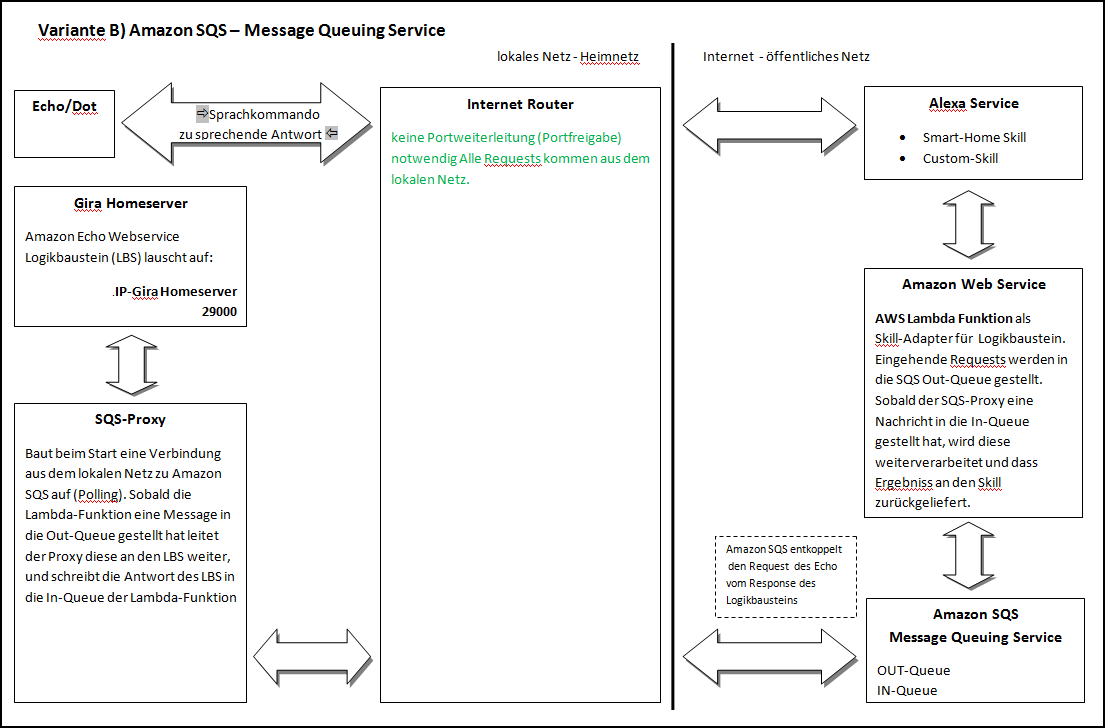 Variante B) Amazon SQS – Message Queuing Service
lokales Netz - Heimnetz
Internet - öffentliches Netz
Echo/Dot
⇨Sprachkommando
zu sprechende Antwort ⇦
Internet Router
keine Portweiterleitung (Portfreigabe)
notwendig Alle Requests kommen aus dem
lokalen Netz.
Alexa Service
• Smart-Home Skill
• Custom-Skill
Gira Homeserver
Amazon Echo Webservice
Logikbaustein (LBS) lauscht auf:
.IP-Gira Homeserver
29000
Amazon Web Service
AWS Lambda Funktion als
Skill-Adapter für Logikbaustein.
Eingehende Requests werden in
die SQS Out-Queue gestellt.
Sobald der SQS-Proxy eine
Nachricht in die In-Queue
gestellt hat, wird diese
weiterverarbeitet und dass
Ergebniss an den Skill
zurückgeliefert.
SQS-Proxy
Baut beim Start eine Verbindung
aus dem lokalen Netz zu Amazon
SQS auf (Polling). Sobald die
Lambda-Funktion eine Message in
die Out-Queue gestellt hat leitet
der Proxy diese an den LBS weiter,
und schreibt die Antwort des LBS in
die In-Queue der Lambda-Funktion
Amazon SQS entkoppelt
den Request des Echo
vom Response des
Logikbausteins
Amazon SQS
Message Queuing Service
OUT-Queue
IN-Queue